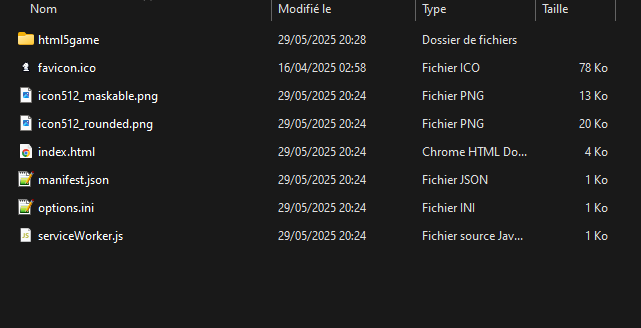 Nom Modifié le Type Taille
html5game 29/05/2025 20:28 Dossier de fichiers
favicon.ico 16/04/2025 02:58 Fichier ICO 78 Ko
icon512_maskable.png 29/05/2025 20:24 Fichier PNG 13 Ko
icon512_rounded.png 29/05/2025 20:24 Fichier PNG 20 Ko
index.html 29/05/2025 20:24 Chrome HTML Do... 4 Ko
manifest.json 29/05/2025 20:24 Fichier JSON 1 Ko
options.ini 29/05/2025 20:24 Fichier INI 1 Ko
serviceWorker.js 29/05/2025 20:24 Fichier source Jav... 1 Ko